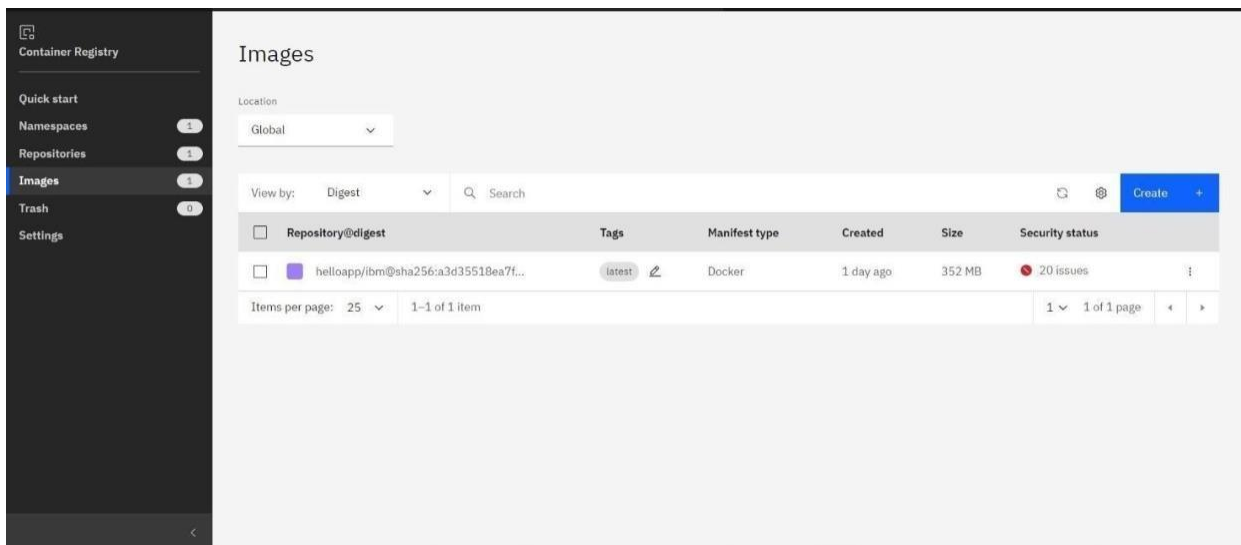 Container Registry
Quick start
Namespaces 1
Repositories 1
Images 1
Trash 0
Settings
Images
Location
Global
View by: Digest Search Create +
Repository@digest Tags Manifest type Created Size Security status
helloapp/ibm@sha256:a3d35518ea7f... latest Docker 1 day ago 352 MB 20 issues
Items per page: 25 1–1 of 1 item 1 1 of 1 page